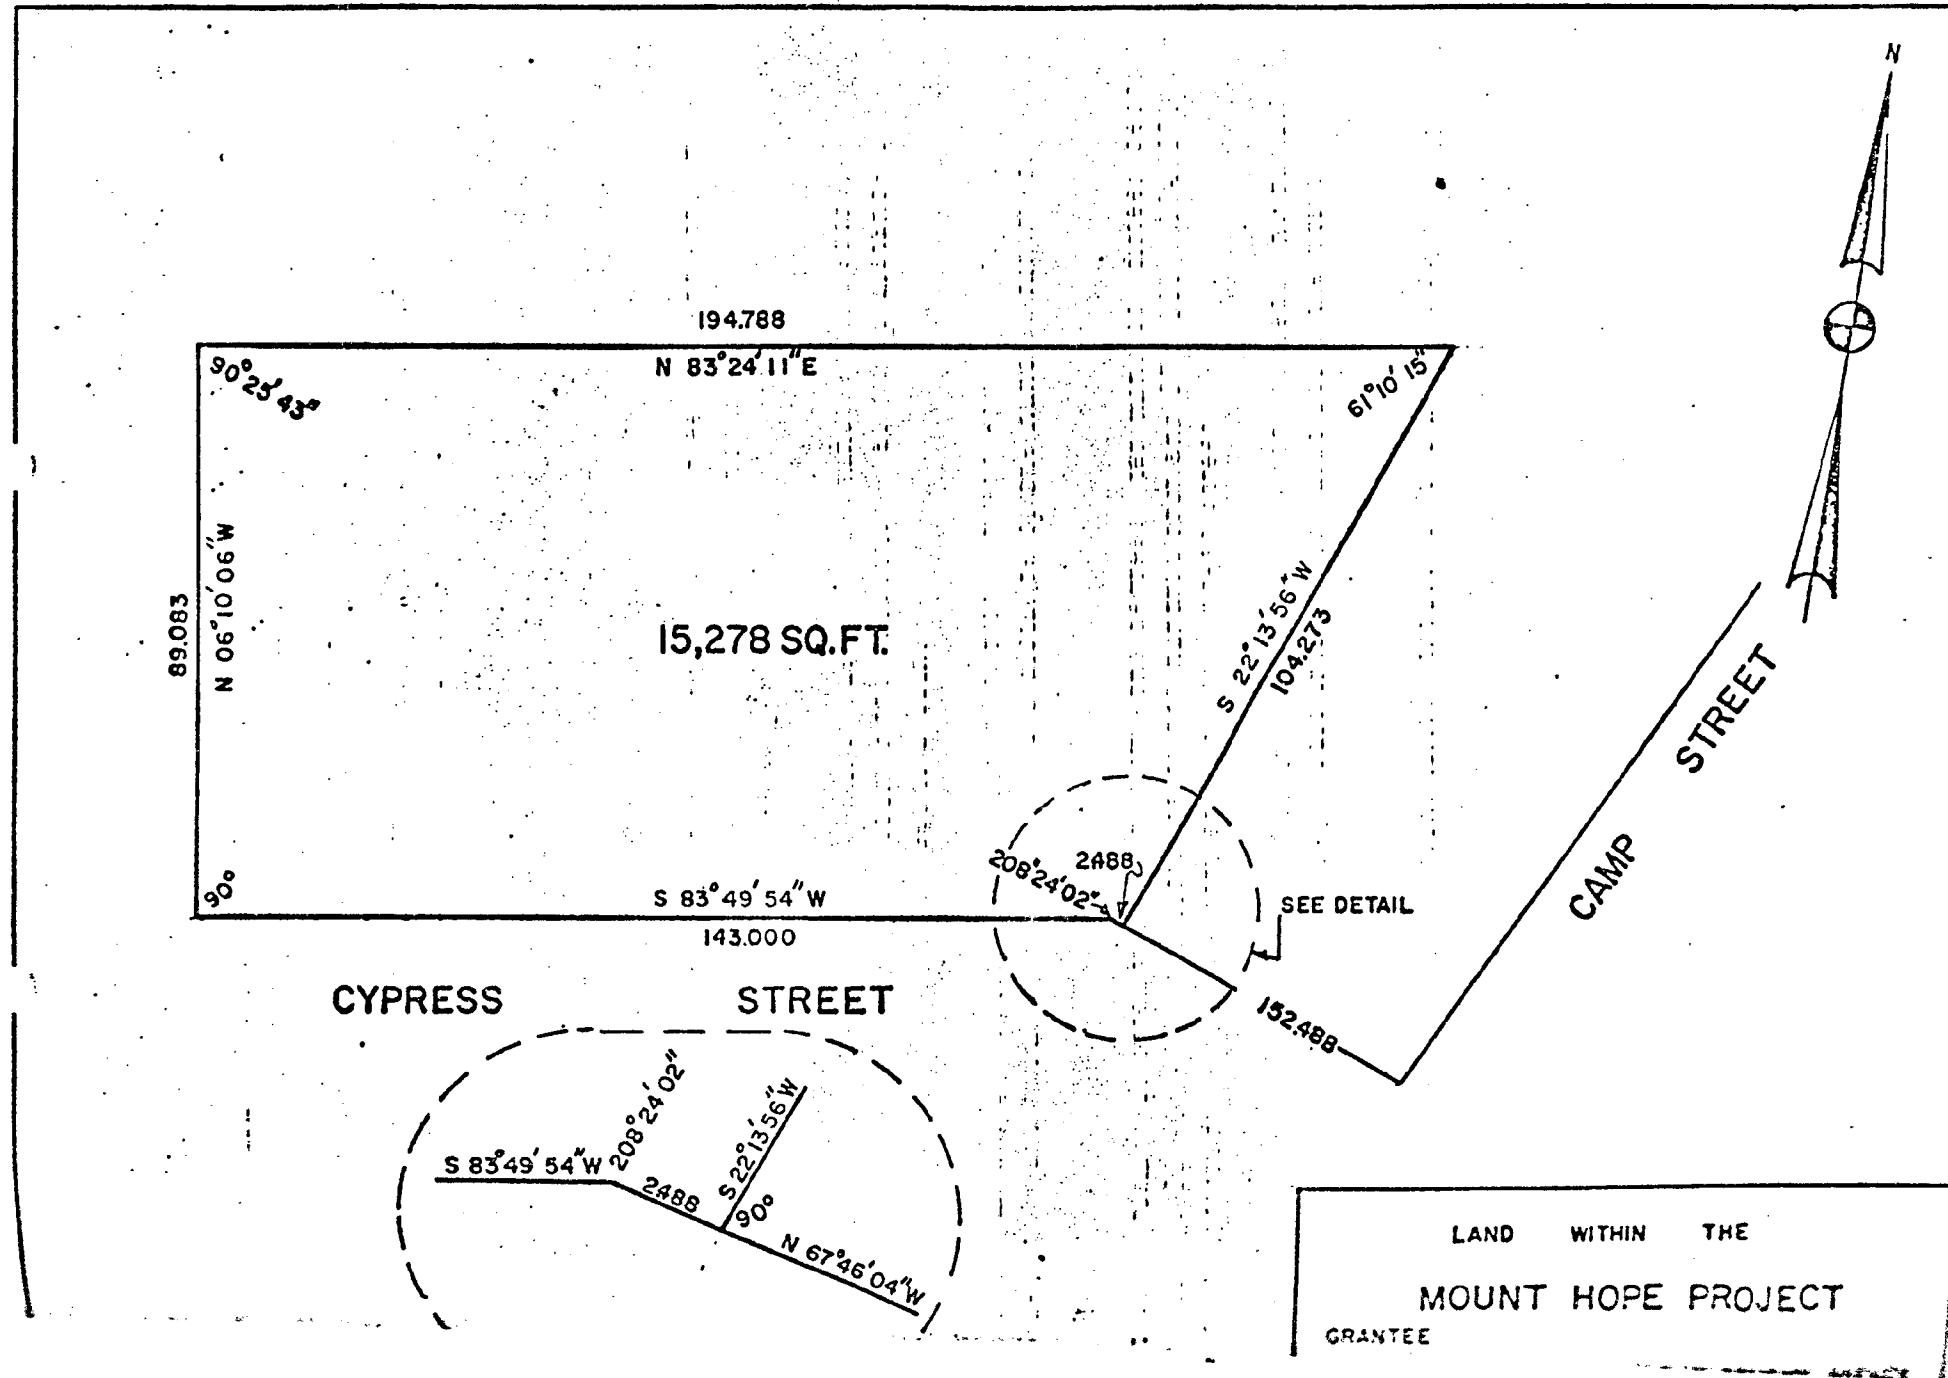 N
194.788
N 83°24'11"E
90°25'43"
61°10'15"
89.083
N 06°10'06"W
15,278 SQ.FT.
S 22°13'56"W
104.273
90°
S 83°49'54"W
143.000
208°24'02"
2.488
SEE DETAIL
152.488
CAMP STREET
CYPRESS STREET
S 83°49'54"W
208°24'02"
2.488
S 22°13'56"W
90°
N 67°46'04"W
LAND WITHIN THE
MOUNT HOPE PROJECT
GRANTEE